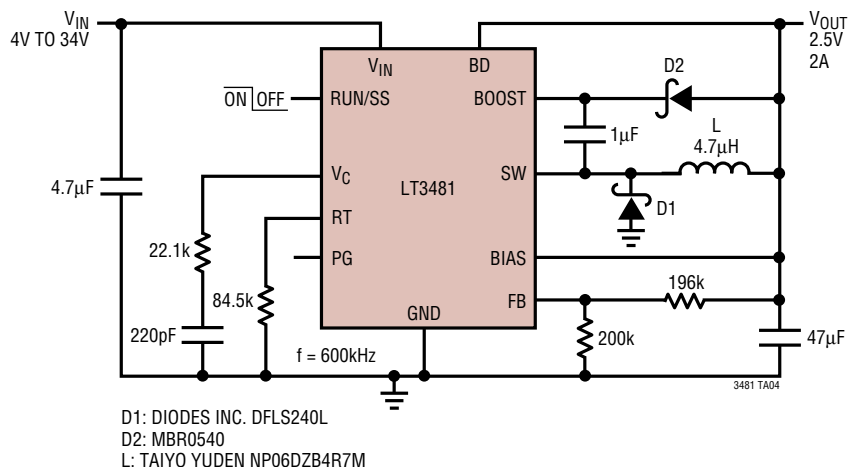 VIN
4V TO 34V
VOUT
2.5V
2A
VIN
BD
D2
ON OFF
RUN/SS
BOOST
1µF
L
4.7µH
4.7µF
VC
LT3481
SW
D1
RT
22.1k
PG
BIAS
84.5k
196k
FB
GND
220pF
f = 600kHz
200k
47µF
3481 TA04
D1: DIODES INC. DFLS240L
D2: MBR0540
L: TAIYO YUDEN NP06DZB4R7M